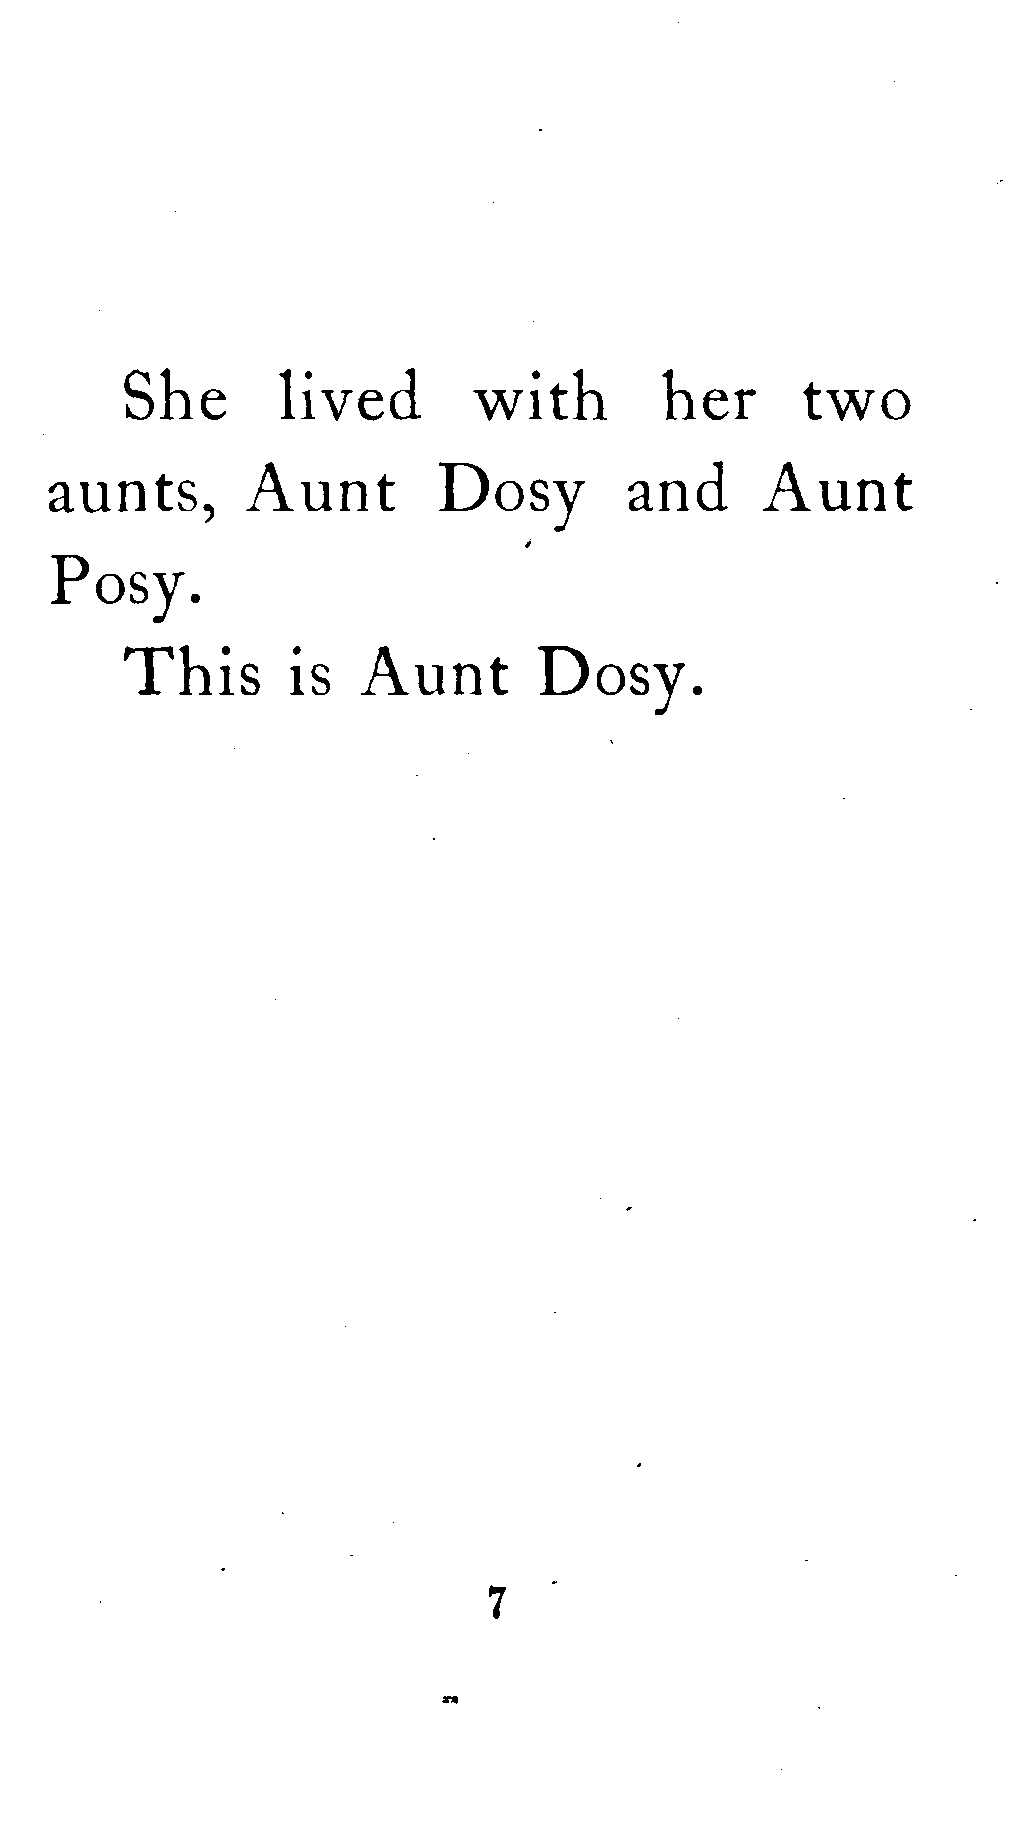 She lived with her two
aunts, Aunt Dosy and Aunt
Posy.
This is Aunt Dosy.
7